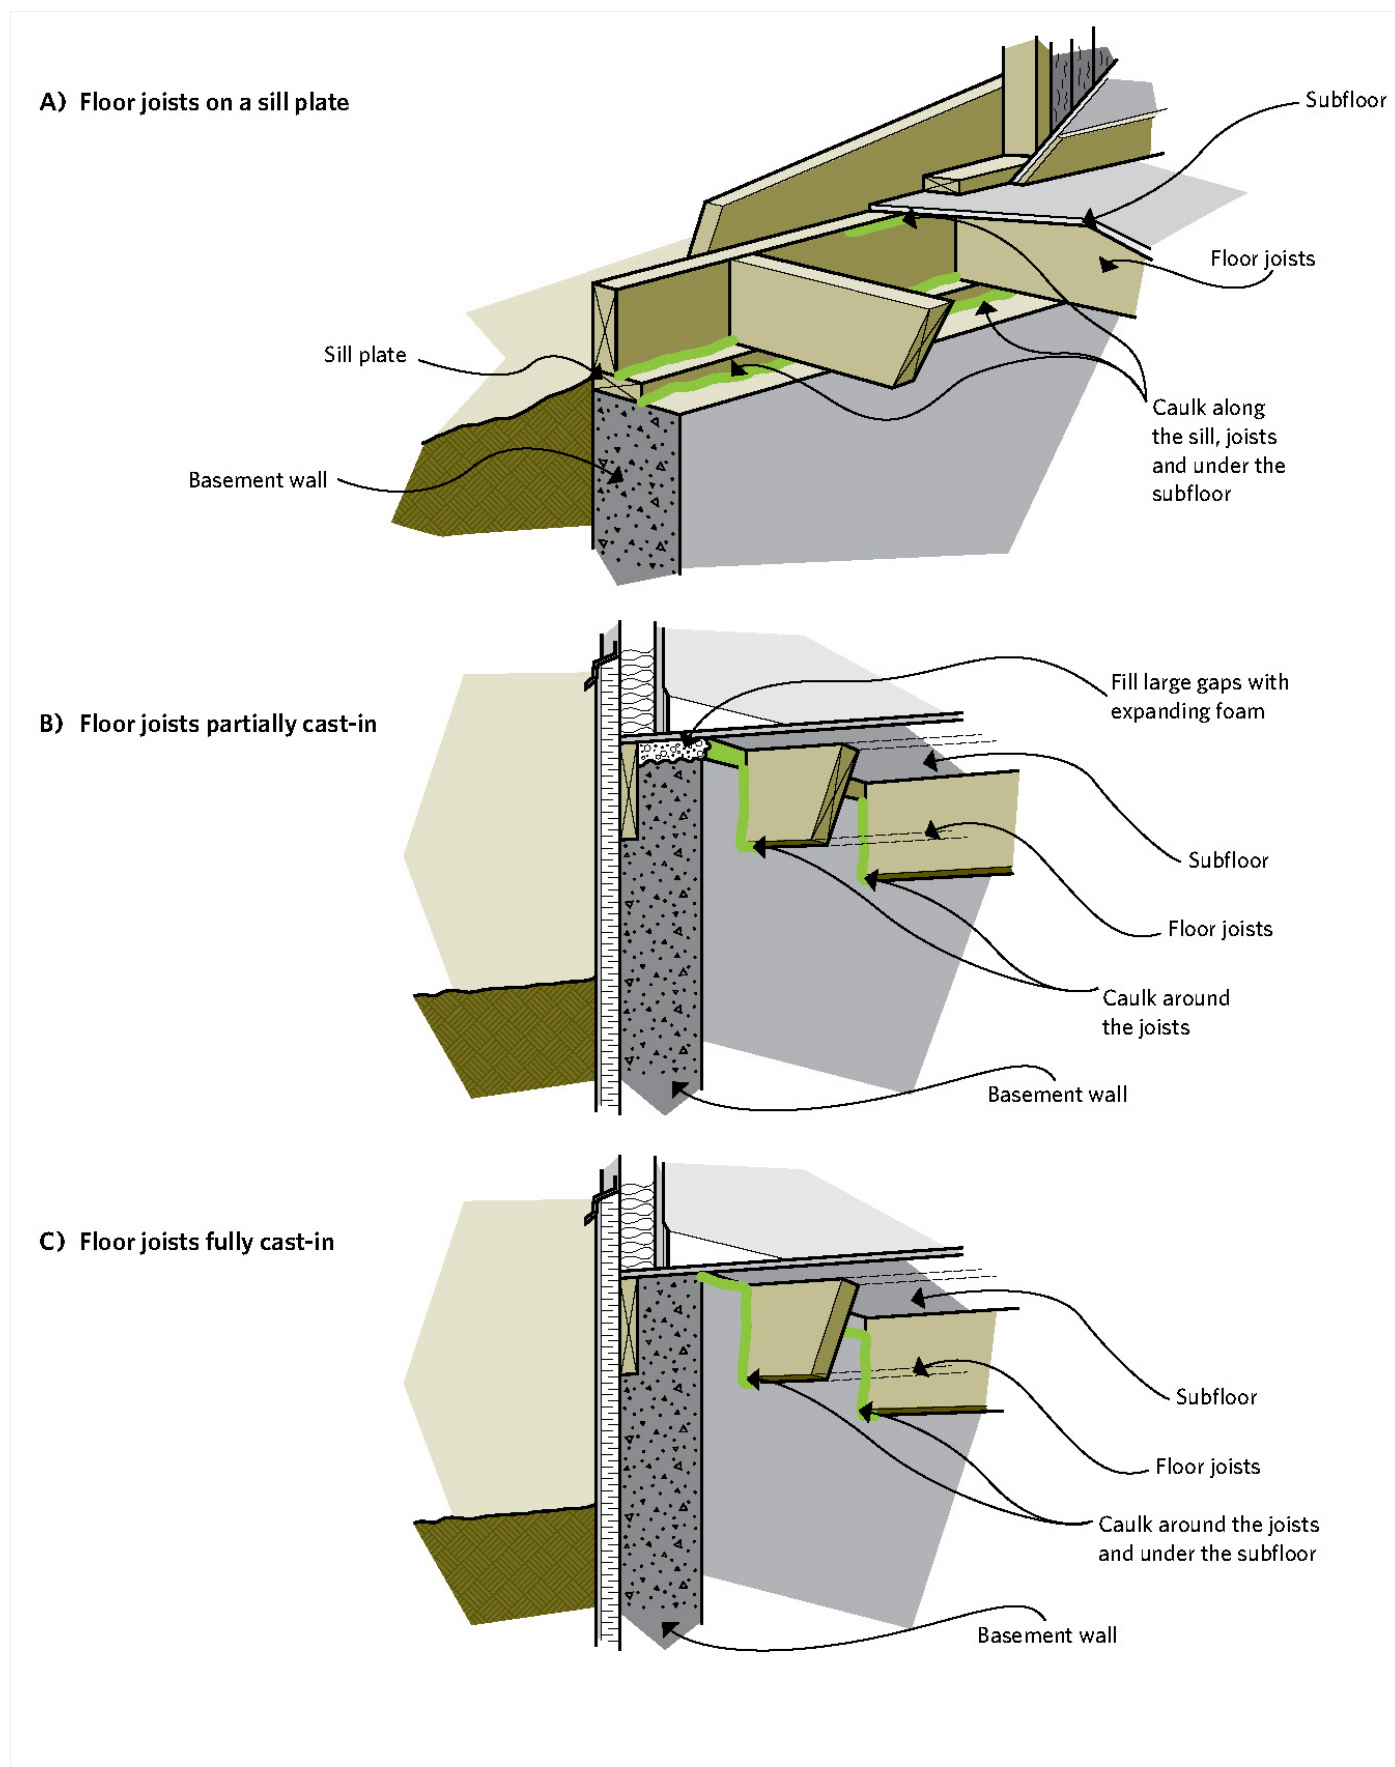 A) Floor joists on a sill plate
Subfloor
Floor joists
Sill plate
Caulk along
the sill, joists
and under the
subfloor
Basement wall
Fill large gaps with
expanding foam
B) Floor joists partially cast-in
Subfloor
Floor joists
Caulk around
the joists
Basement wall
C) Floor joists fully cast-in
Subfloor
Floor joists
Caulk around the joists
and under the subfloor
Basement wall